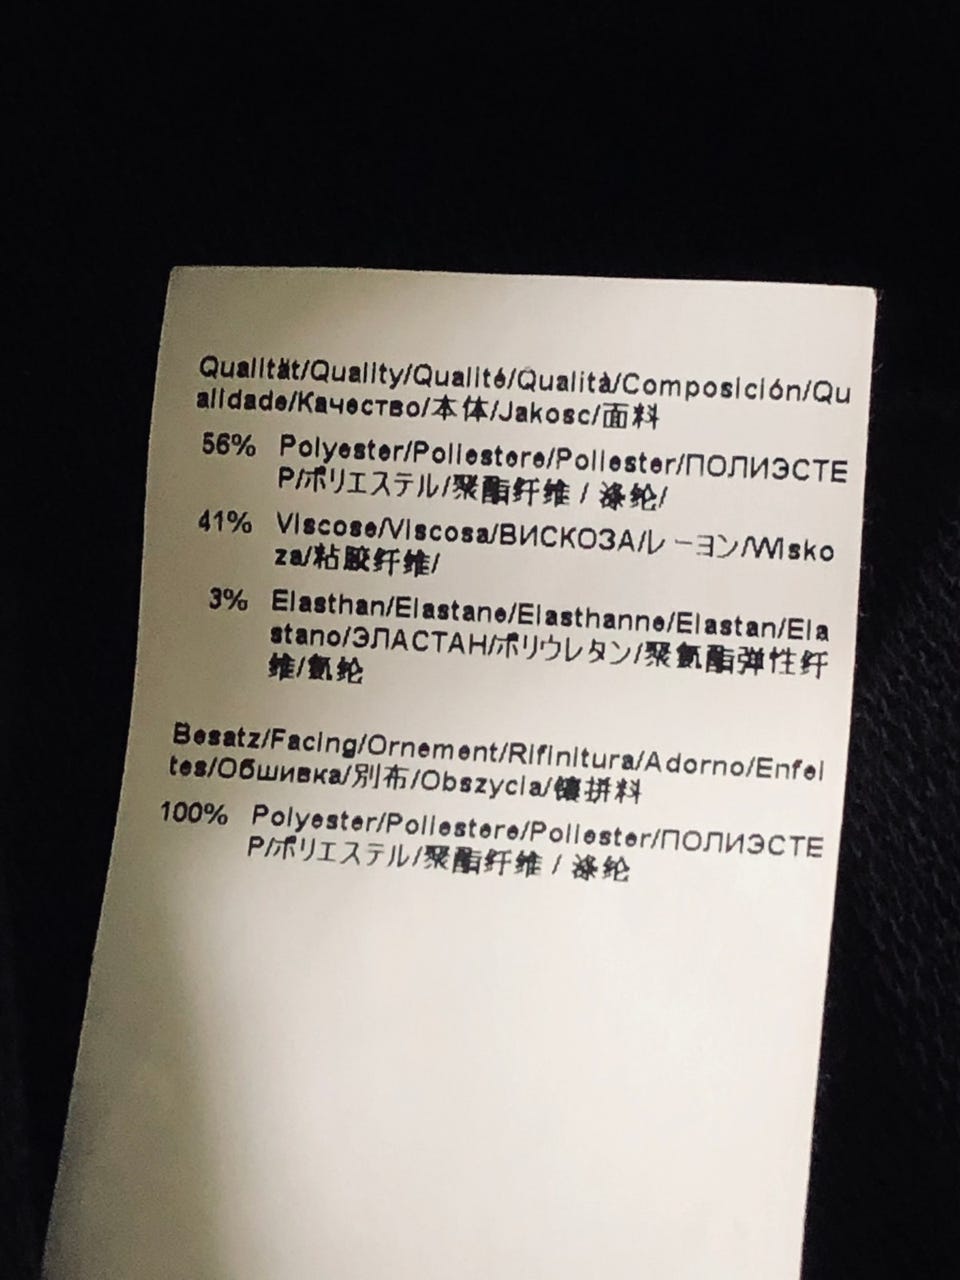 Qualität/Quality/Qualité/Qualità/Composición/Qu
alidade/Качество/本体/Jakosc/面料
56% Polyester/Poliestere/Poliester/ПОЛИЭСТЕ
Р/ポリエステル/聚酯纤维 / 涤纶/
41% Viscose/Viscosa/ВИСКОЗА/レーヨン/Wisko
za/粘胶纤维/
3% Elasthan/Elastane/Elasthanne/Elastan/Ela
stano/ЭЛАСТАН/ポリウレタン/聚氨酯弹性纤
维/氨纶
Besatz/Facing/Ornement/Rifinitura/Adorno/Enfei
tes/Обшивка/別布/Obszycia/镶拼料
100% Polyester/Poliestere/Poliester/ПОЛИЭСТЕ
Р/ポリエステル/聚酯纤维 / 涤纶